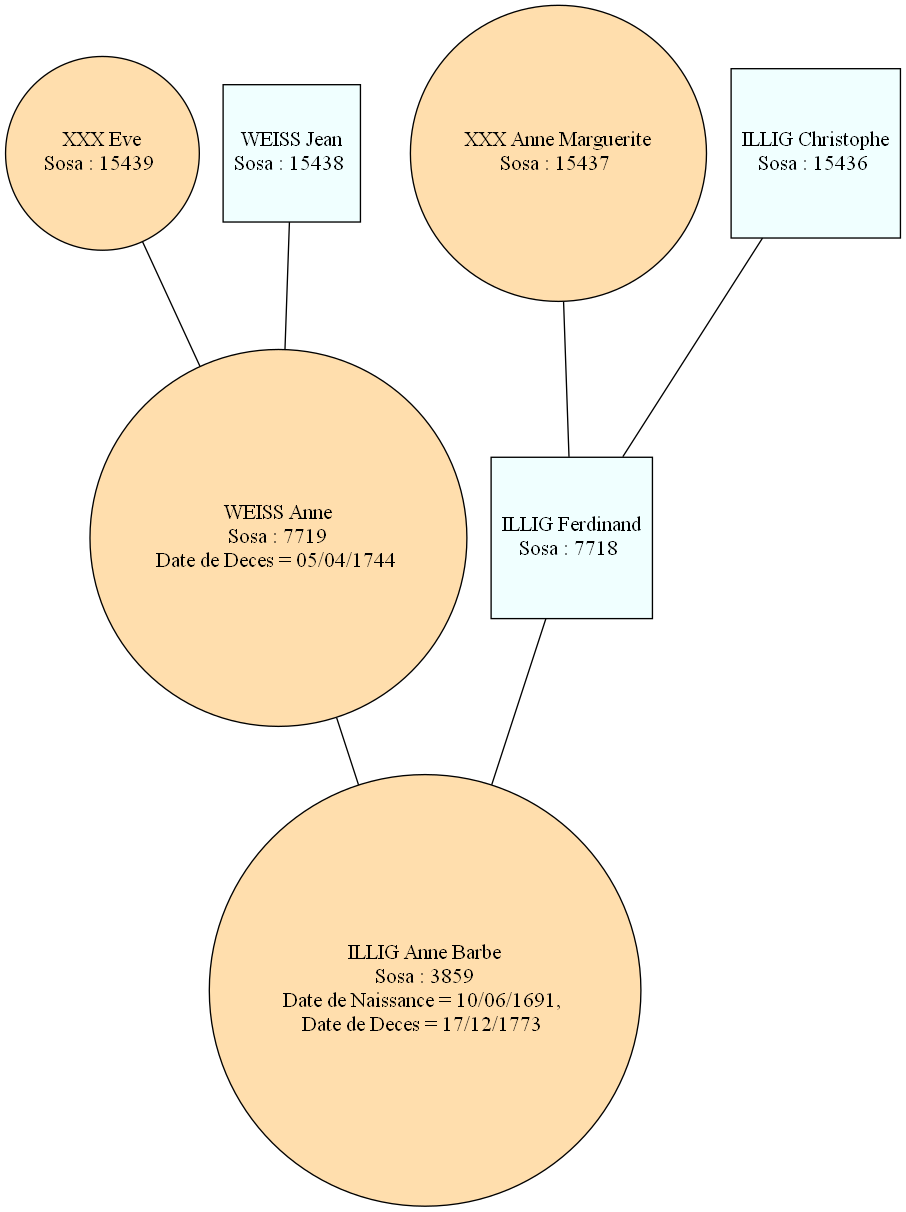 XXX Eve
Sosa : 15439
WEISS Jean
Sosa : 15438
XXX Anne Marguerite
Sosa : 15437
ILLIG Christophe
Sosa : 15436
WEISS Anne
Sosa : 7719
Date de Deces = 05/04/1744
ILLIG Ferdinand
Sosa : 7718
ILLIG Anne Barbe
Sosa : 3859
Date de Naissance = 10/06/1691,
Date de Deces = 17/12/1773